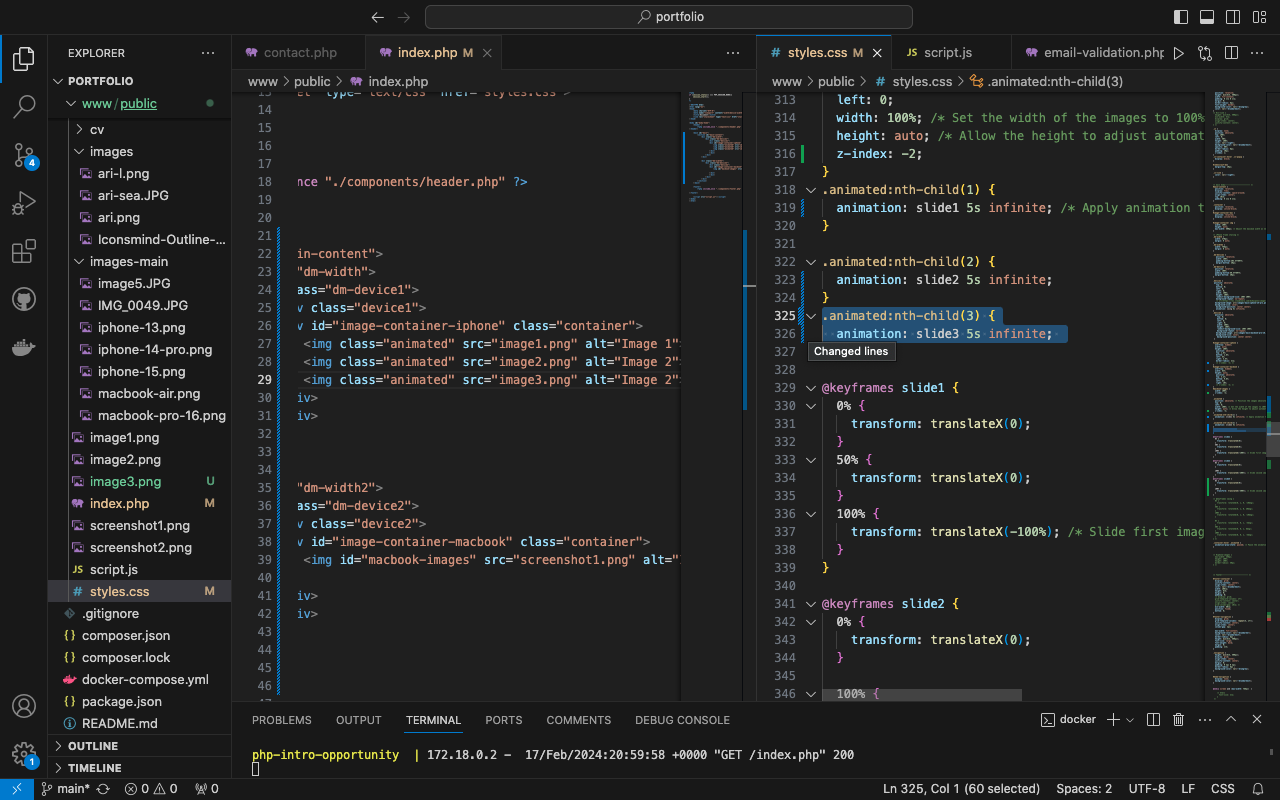 portfolio
EXPLORER
PORTFOLIO
www/public
cv
images
ari-l.png
ari-sea.JPG
ari.png
Iconsmind-Outline-...
images-main
image5.JPG
IMG_0049.JPG
iphone-13.png
iphone-14-pro.png
iphone-15.png
macbook-air.png
macbook-pro-16.png
image1.png
image2.png
image3.png U
index.php M
screenshot1.png
screenshot2.png
JS script.js
# styles.css M
.gitignore
{} composer.json
{} composer.lock
docker-compose.yml
{} package.json
README.md
OUTLINE
TIMELINE
4
1
contact.php
index.php M
www > public > index.php
14
15
16
17
18 nce "./components/header.php" ?>
19
20
21
22 in-content">
23 "dm-width">
24 ass="dm-device1">
25 v class="device1">
26 v id="image-container-iphone" class="container">
27 <img class="animated" src="image1.png" alt="Image 1"
28 <img class="animated" src="image2.png" alt="Image 2"
29 <img class="animated" src="image3.png" alt="Image 2"
30 iv>
31 iv>
32
33
34
35 "dm-width2">
36 ass="dm-device2">
37 v class="device2">
38 v id="image-container-macbook" class="container">
39 <img id="macbook-images" src="screenshot1.png" alt="
40
41 iv>
42 iv>
43
44
45
46
# styles.css M
JS script.js
email-validation.php
www > public > # styles.css > .animated:nth-child(3)
313 left: 0;
314 width: 100%; /* Set the width of the images to 100%
315 height: auto; /* Allow the height to adjust automat
316 z-index: -2;
317 }
318 .animated:nth-child(1) {
319 animation: slide1 5s infinite; /* Apply animation t
320 }
321
322 .animated:nth-child(2) {
323 animation: slide2 5s infinite;
324 }
325 .animated:nth-child(3) {
326 animation: slide3 5s infinite;
327 Changed lines
328
329 @keyframes slide1 {
330 0% {
331 transform: translateX(0);
332 }
333 50% {
334 transform: translateX(0);
335 }
336 100% {
337 transform: translateX(-100%); /* Slide first imag
338 }
339 }
340
341 @keyframes slide2 {
342 0% {
343 transform: translateX(0);
344 }
345
346 100% {
PROBLEMS OUTPUT TERMINAL PORTS COMMENTS DEBUG CONSOLE
docker
php-intro-opportunity | 172.18.0.2 - 17/Feb/2024:20:59:58 +0000 "GET /index.php" 200
main* 0 0 0
Ln 325, Col 1 (60 selected) Spaces: 2 UTF-8 LF CSS